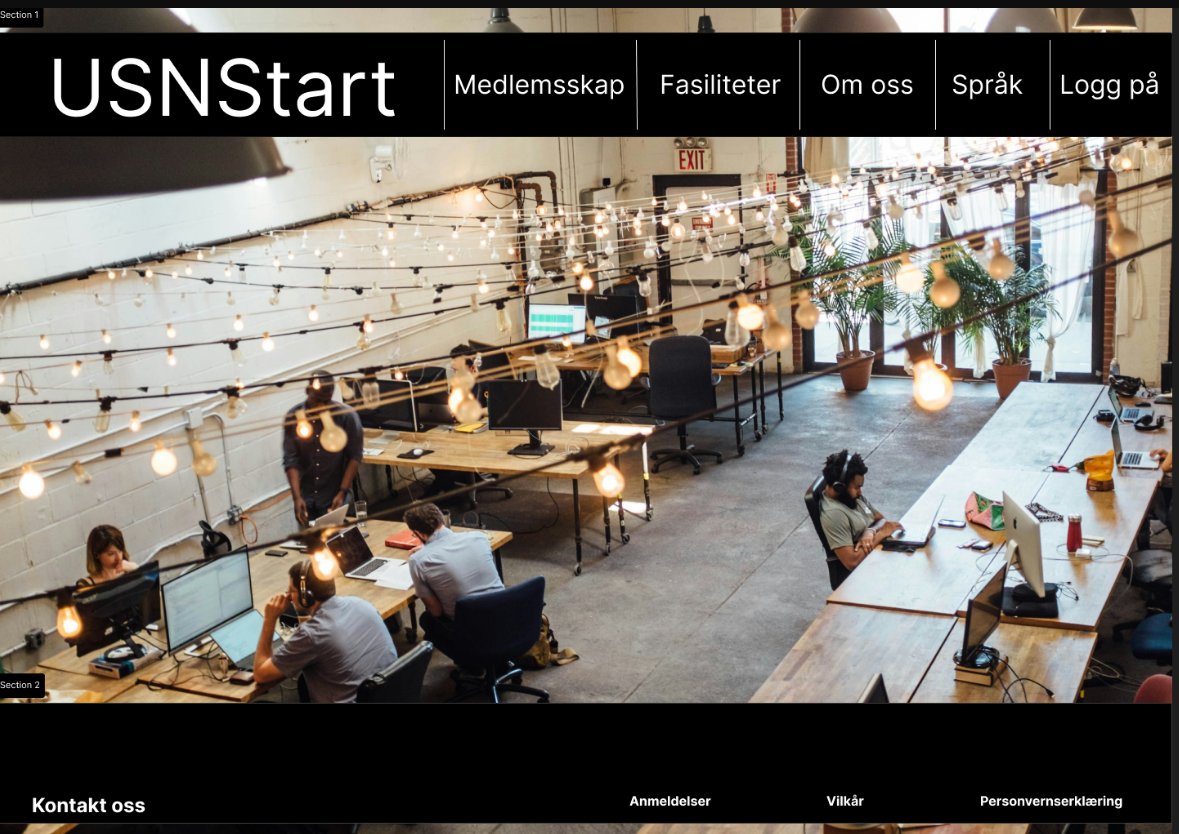 Section 1
USNStart
Medlemsskap
Fasiliteter
Om oss
Språk
Logg på
EXIT
Section 2
Kontakt oss
Anmeldelser
Vilkår
Personvernserklæring